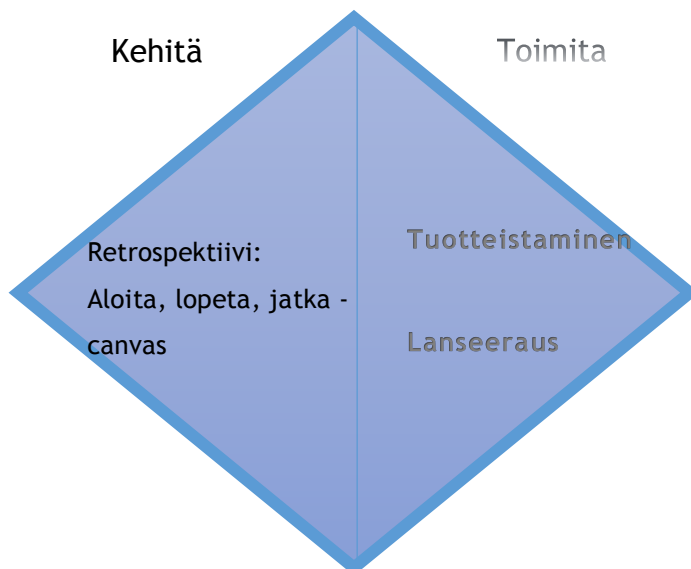 Kehitä
Toimita
Retrospektiivi:
Aloita, lopeta, jatka -
canvas
Tuotteistaminen
Lanseeraus